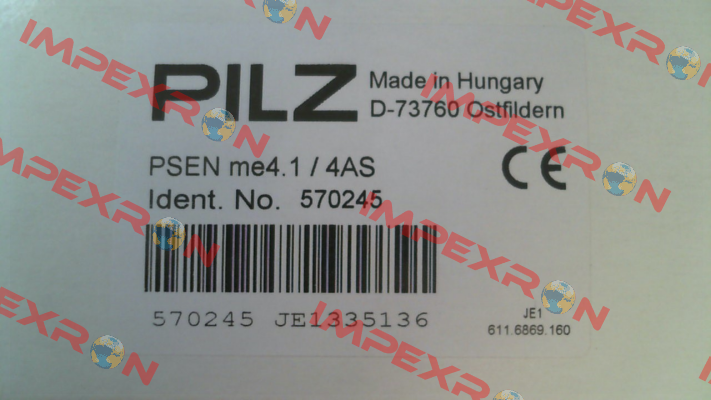 PILZ
Made in Hungary
D-73760 Ostfildern
PSEN me4.1 / 4AS
Ident. No. 570245
CE
570245 JE1335136
JE1
611.6869.160
IMPEXRON
IMPEXRON
IMPEXRON
IMPEXRON
IMPEXRON
IMPEXRON